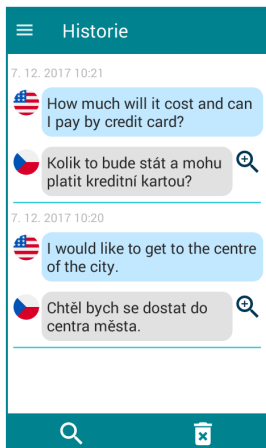 Historie
7. 12. 2017 10:21
How much will it cost and can
I pay by credit card?
Kolik to bude stát a mohu
platit kreditní kartou?
7. 12. 2017 10:20
I would like to get to the centre
of the city.
Chtěl bych se dostat do
centra města.